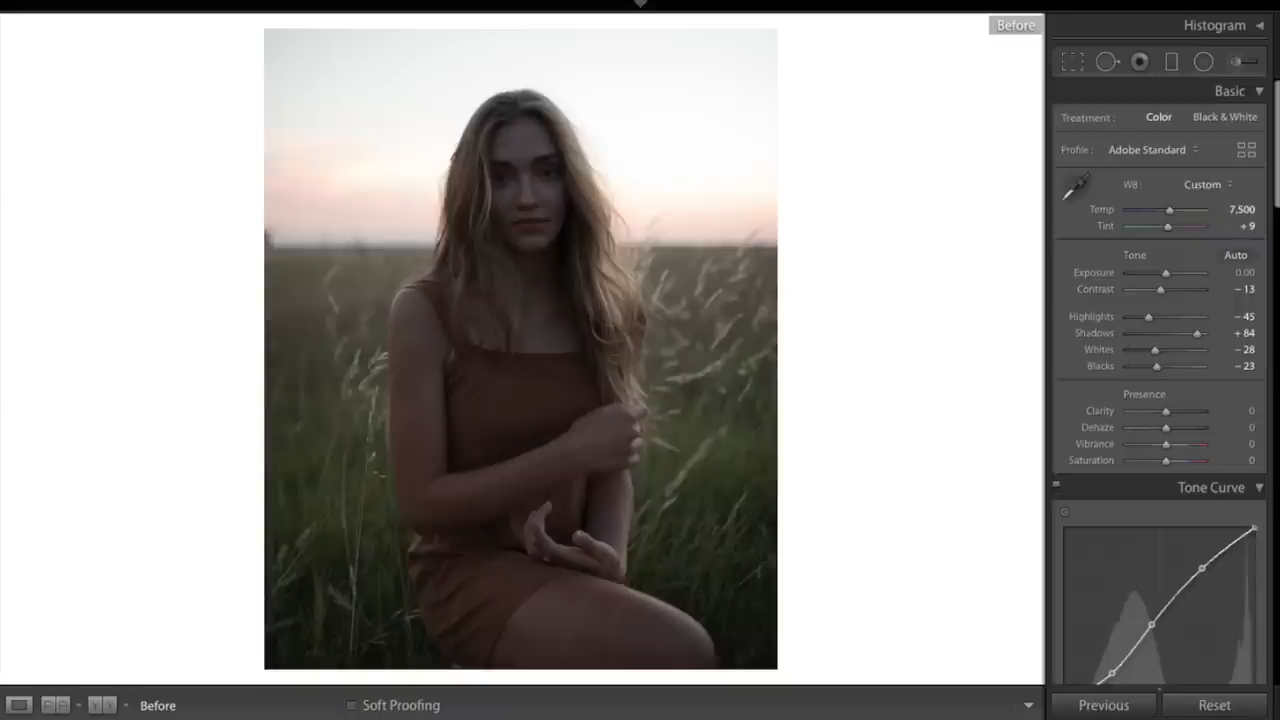 Before
Histogram
Basic
Treatment : Color Black & White
Profile : Adobe Standard
WB : Custom
Temp 7,500
Tint + 9
Tone Auto
Exposure 0.00
Contrast − 13
Highlights − 45
Shadows + 84
Whites − 28
Blacks − 23
Presence
Clarity 0
Dehaze 0
Vibrance 0
Saturation 0
Tone Curve
Before Soft Proofing Previous Reset